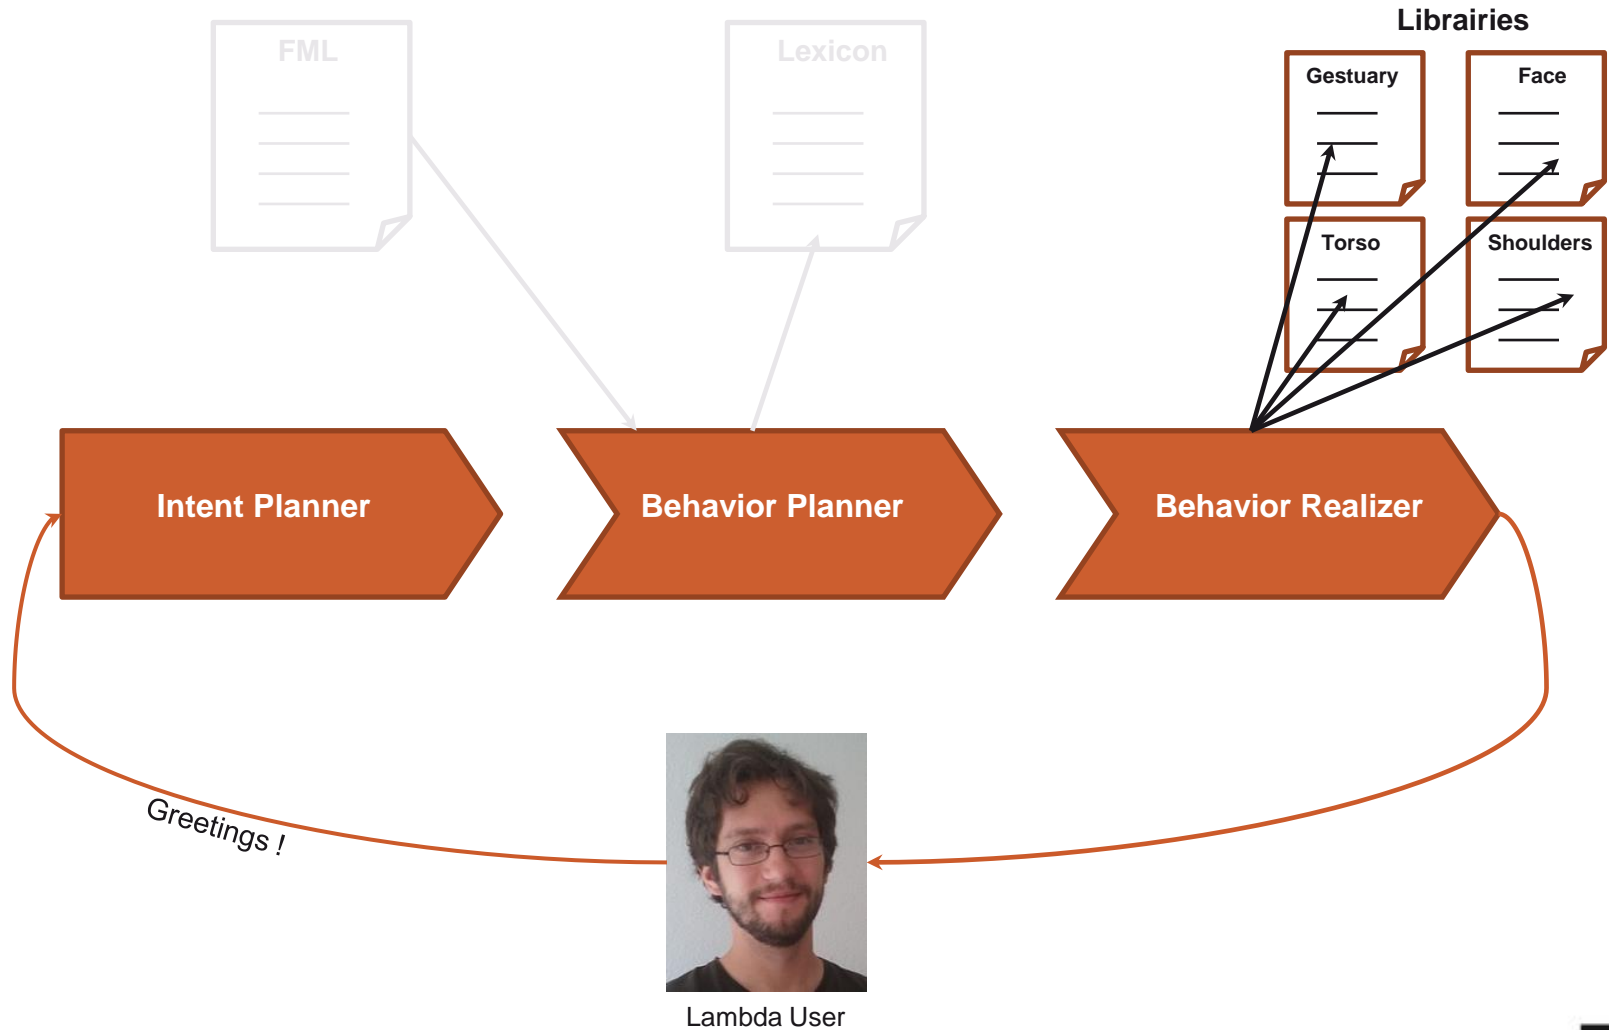 Librairies
FML
Lexicon
Gestuary
Face
Torso
Shoulders
Intent Planner
Behavior Planner
Behavior Realizer
Greetings !
Lambda User